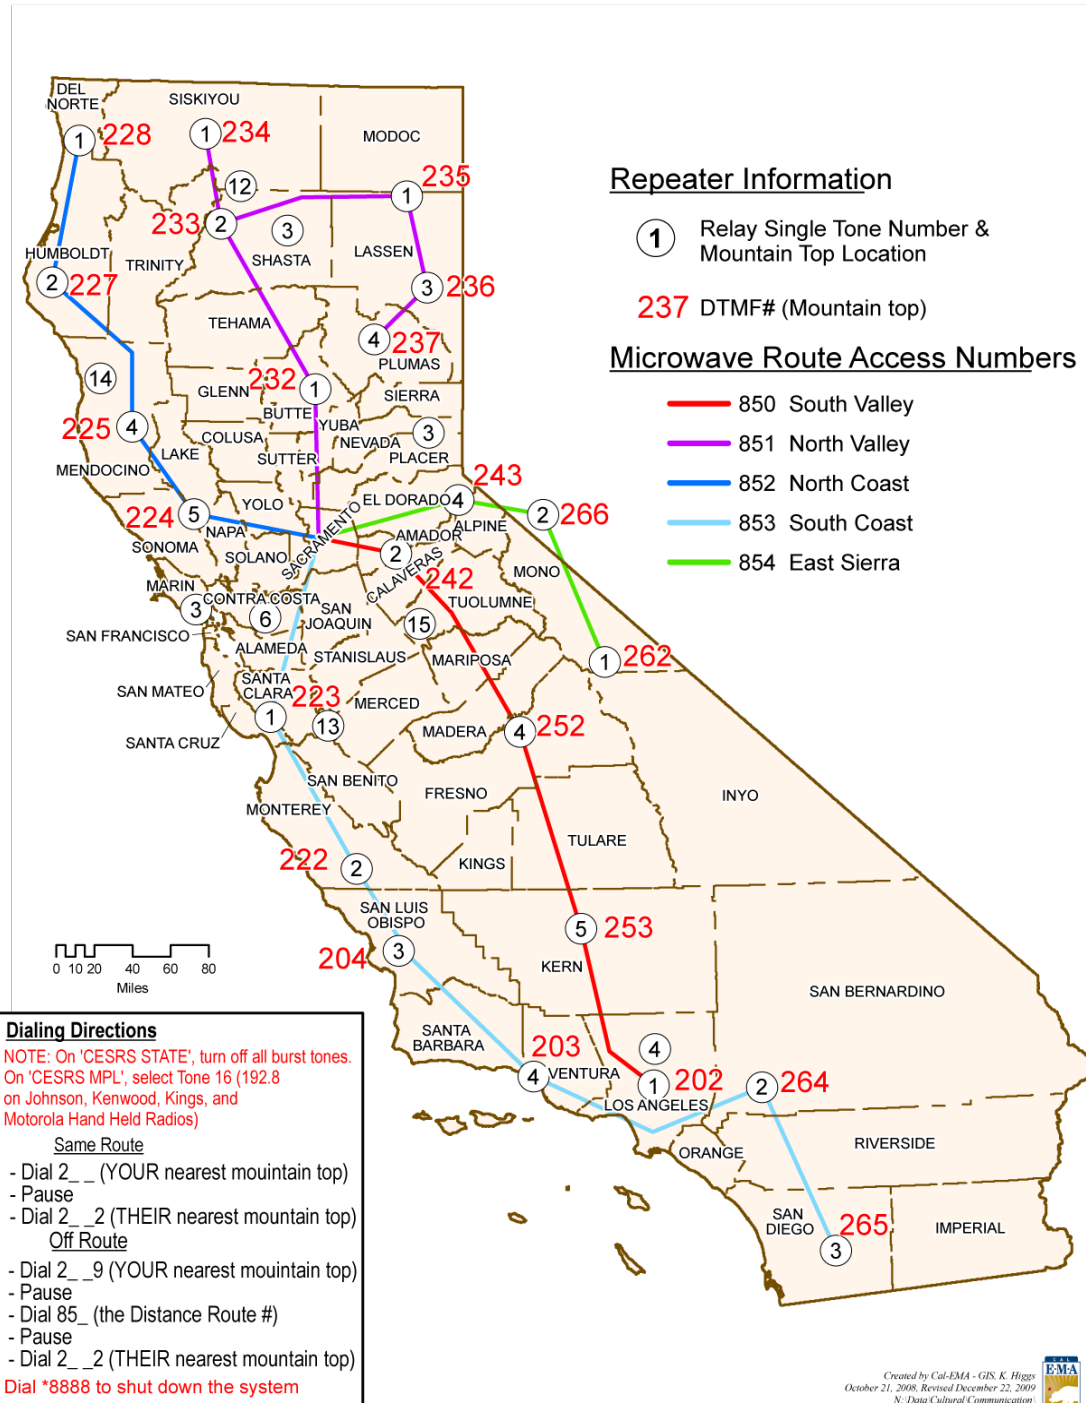 DEL
NORTE
SISKIYOU
MODOC
1 228
1 234
235
12
1
233 2
3
SHASTA
LASSEN
HUMBOLDT
TRINITY
2 227
3 236
TEHAMA
4 237
PLUMAS
14
GLENN
232 1
SIERRA
BUTTE
YUBA
225 4
COLUSA
NEVADA
3
LAKE
SUTTER
PLACER
MENDOCINO
243
YOLO
EL DORADO 4
224 5
2 266
NAPA
SACRAMENTO
ALPINE
SONOMA
SOLANO
AMADOR
2
CALAVERAS
MARIN
242
MONO
3
CONTRA COSTA
6
SAN
JOAQUIN
TUOLUMNE
15
SAN FRANCISCO
ALAMEDA
STANISLAUS
MARIPOSA
1 262
SANTA
CLARA
SAN MATEO
223
MERCED
1
13
MADERA
4 252
SANTA CRUZ
SAN BENITO
FRESNO
INYO
MONTEREY
TULARE
222 2
KINGS
SAN LUIS
OBISPO
5 253
204 3
KERN
SAN BERNARDINO
SANTA
BARBARA
203
4
4 VENTURA
1 202
2 264
LOS ANGELES
ORANGE
RIVERSIDE
SAN
DIEGO
265
3
IMPERIAL
Repeater Information
1 Relay Single Tone Number &
Mountain Top Location
237 DTMF# (Mountain top)
Microwave Route Access Numbers
850 South Valley
851 North Valley
852 North Coast
853 South Coast
854 East Sierra
0 10 20 40 60 80
Miles
Dialing Directions
NOTE: On 'CESRS STATE', turn off all burst tones.
On 'CESRS MPL', select Tone 16 (192.8
on Johnson, Kenwood, Kings, and
Motorola Hand Held Radios)
Same Route
- Dial 2_ _ (YOUR nearest mountain top)
- Pause
- Dial 2_ _2 (THEIR nearest mountain top)
Off Route
- Dial 2_ _9 (YOUR nearest mountain top)
- Pause
- Dial 85_ (the Distance Route #)
- Pause
- Dial 2_ _2 (THEIR nearest mountain top)
Dial *8888 to shut down the system
CAL
E·M·A
Created by Cal-EMA - GIS, K. Higgs
October 21, 2008, Revised December 22, 2009
N:\Data\Cultural\Communication\